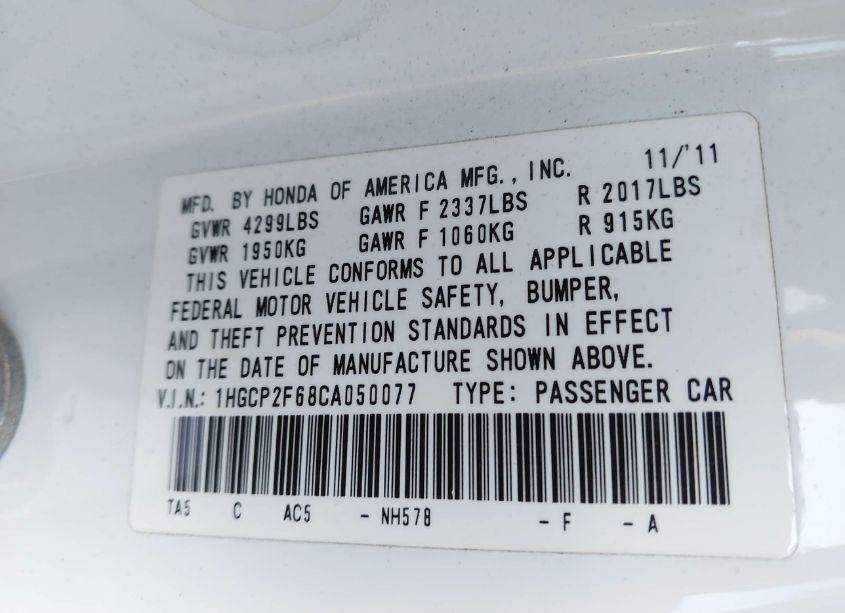 MFD. BY HONDA OF AMERICA MFG., INC. 11/'11
GVWR 4299LBS GAWR F 2337LBS R 2017LBS
GVWR 1950KG GAWR F 1060KG R 915KG
THIS VEHICLE CONFORMS TO ALL APPLICABLE
FEDERAL MOTOR VEHICLE SAFETY, BUMPER,
AND THEFT PREVENTION STANDARDS IN EFFECT
ON THE DATE OF MANUFACTURE SHOWN ABOVE.
V.I.N.: 1HGCP2F68CA050077 TYPE: PASSENGER CAR
TA5 C AC5 - NH578 - F - A